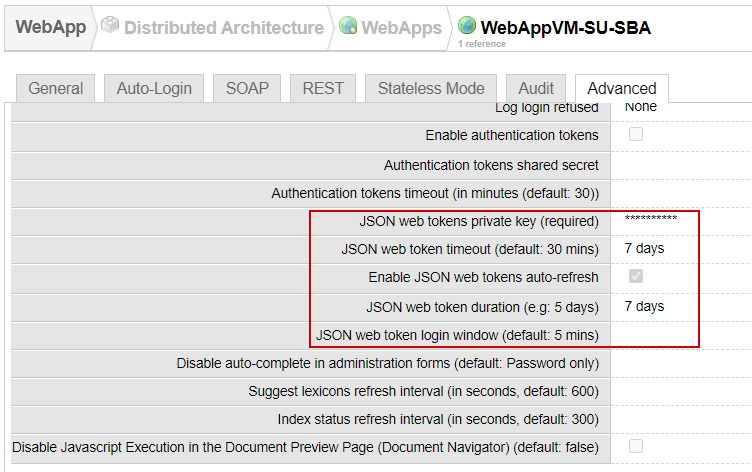 WebApp Distributed Architecture WebApps WebAppVM-SU-SBA
1 reference
General Auto-Login SOAP REST Stateless Mode Audit Advanced
Log login refused None
Enable authentication tokens
Authentication tokens shared secret
Authentication tokens timeout (in minutes (default: 30))
JSON web tokens private key (required) **********
JSON web token timeout (default: 30 mins) 7 days
Enable JSON web tokens auto-refresh
JSON web token duration (e.g: 5 days) 7 days
JSON web token login window (default: 5 mins)
Disable auto-complete in administration forms (default: Password only)
Suggest lexicons refresh interval (in seconds, default: 600)
Index status refresh interval (in seconds, default: 300)
Disable Javascript Execution in the Document Preview Page (Document Navigator) (default: false)